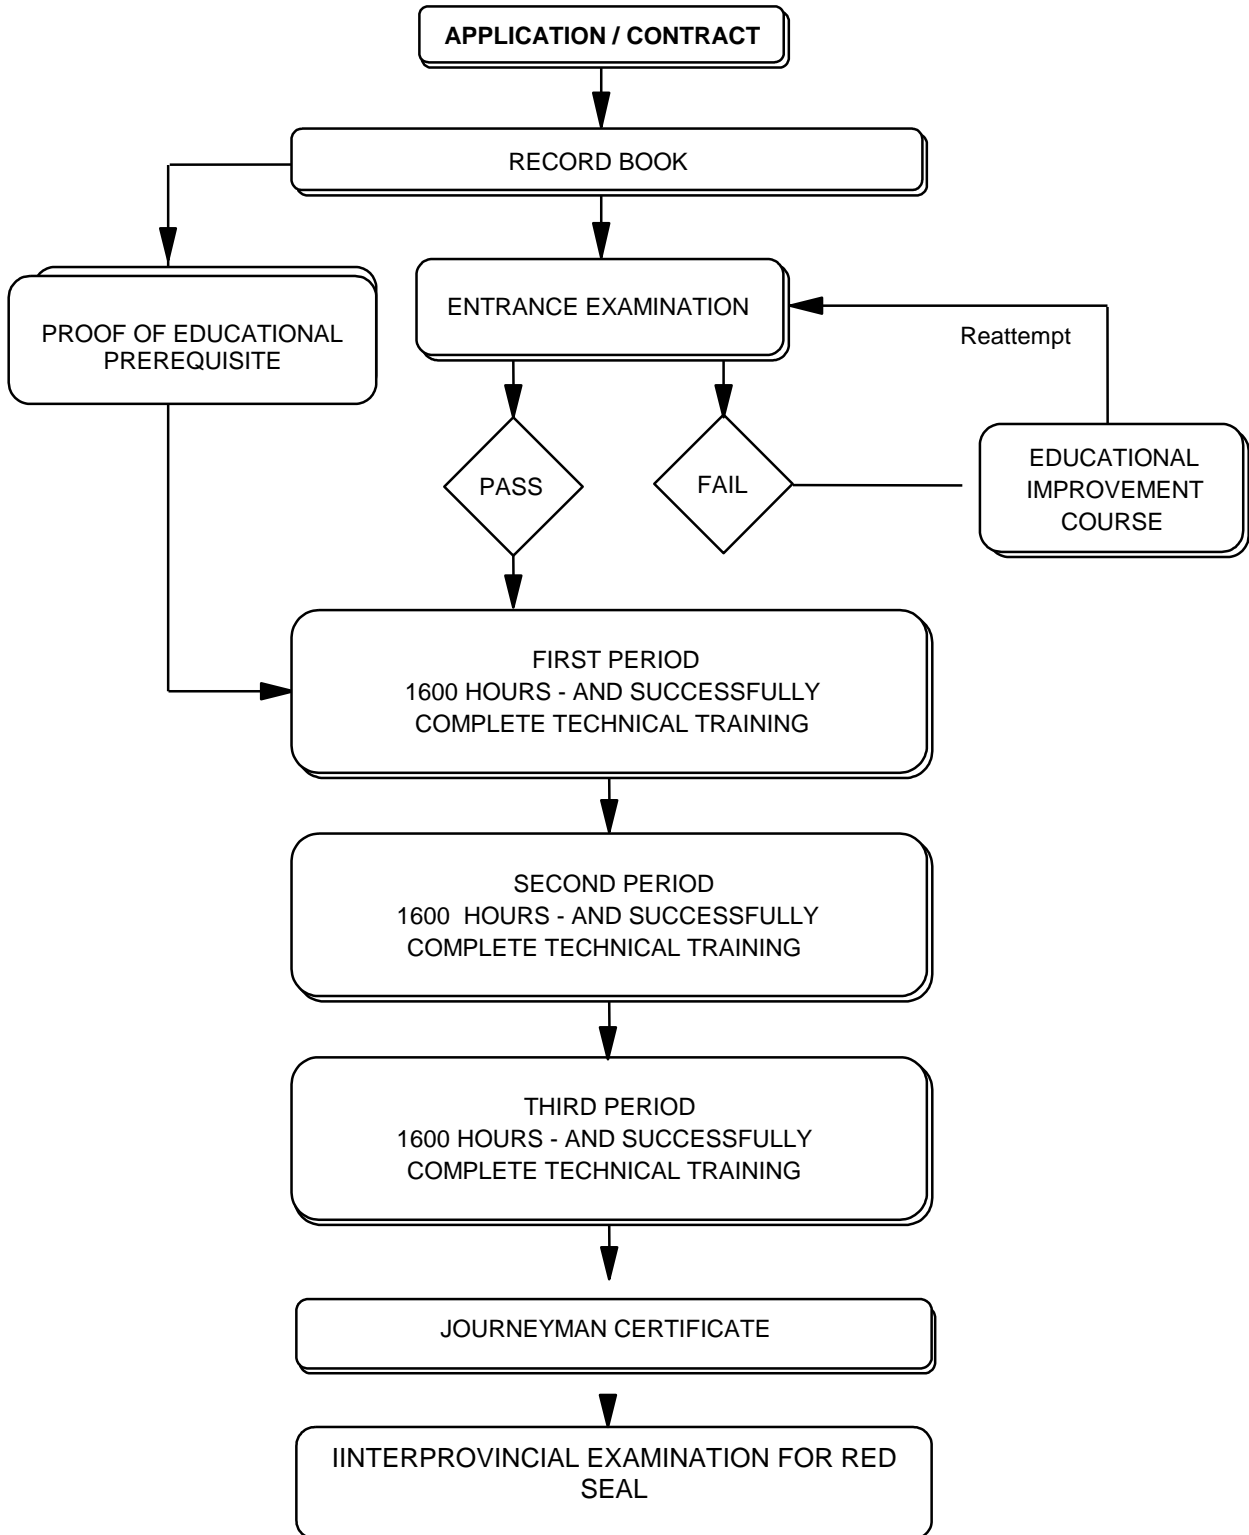 APPLICATION / CONTRACT
RECORD BOOK
PROOF OF EDUCATIONAL
PREREQUISITE
ENTRANCE EXAMINATION
Reattempt
PASS
FAIL
EDUCATIONAL
IMPROVEMENT
COURSE
FIRST PERIOD
1600 HOURS - AND SUCCESSFULLY
COMPLETE TECHNICAL TRAINING
SECOND PERIOD
1600 HOURS - AND SUCCESSFULLY
COMPLETE TECHNICAL TRAINING
THIRD PERIOD
1600 HOURS - AND SUCCESSFULLY
COMPLETE TECHNICAL TRAINING
JOURNEYMAN CERTIFICATE
IINTERPROVINCIAL EXAMINATION FOR RED
SEAL